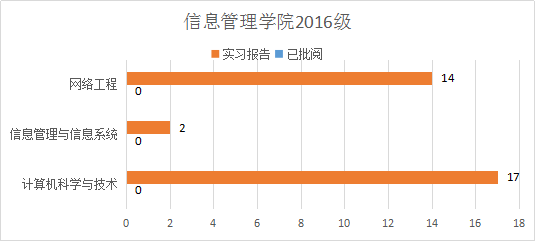 信息管理学院2016级
实习报告 已批阅
网络工程 14
0
信息管理与信息系统 2
0
计算机科学与技术 17
0
0 2 4 6 8 10 12 14 16 18